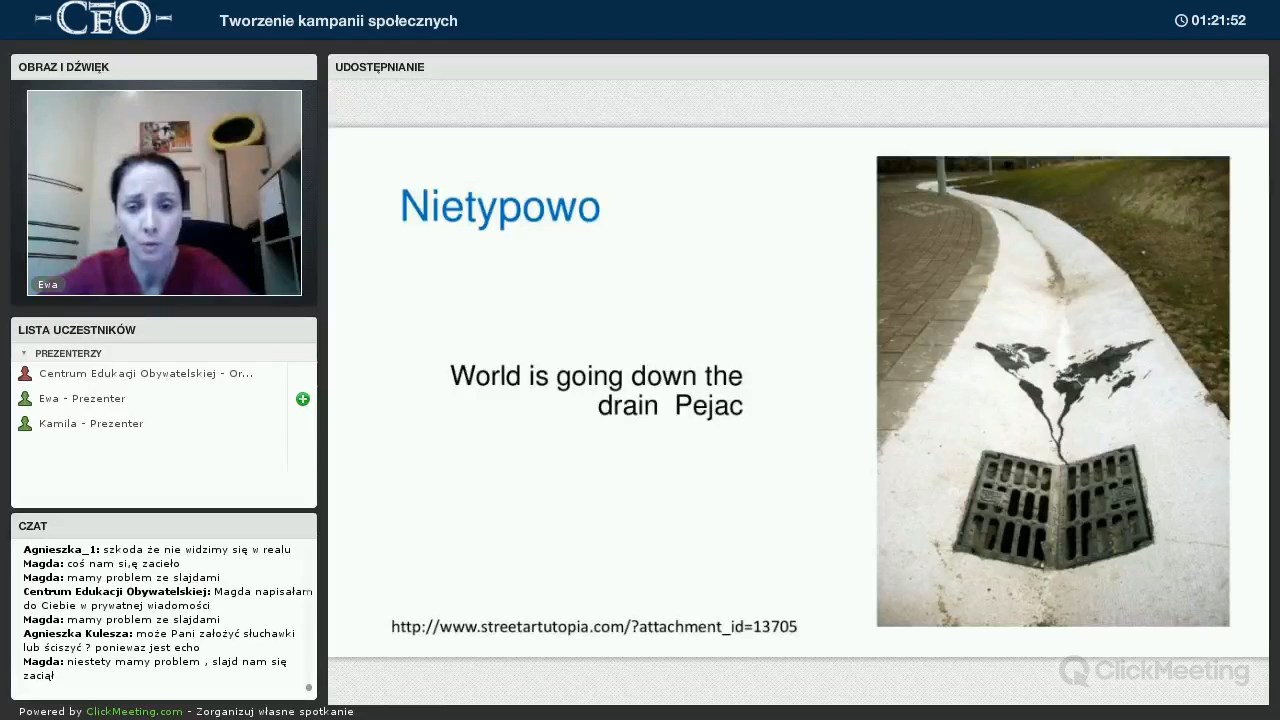 CEO
Tworzenie kampanii społecznych
01:21:52
OBRAZ I DŹWIĘK
Ewa
LISTA UCZESTNIKÓW
PREZENTERZY
Centrum Edukacji Obywatelskiej - Or...
Ewa - Prezenter
Kamila - Prezenter
CZAT
Agnieszka_1: szkoda że nie widzimy się w realu
Magda: coś nam si,ę zacieło
Magda: mamy problem ze slajdami
Centrum Edukacji Obywatelskiej: Magda napisałam
do Ciebie w prywatnej wiadomości
Magda: mamy problem ze slajdami
Agnieszka Kulesza: może Pani założyć słuchawki
lub ściszyć ? poniewaz jest echo
Magda: niestety mamy problem , slajd nam się
zaciął
UDOSTĘPNIANIE
Nietypowo
World is going down the
drain Pejac
http://www.streetartutopia.com/?attachment_id=13705
ClickMeeting
Powered by ClickMeeting.com - Zorganizuj własne spotkanie